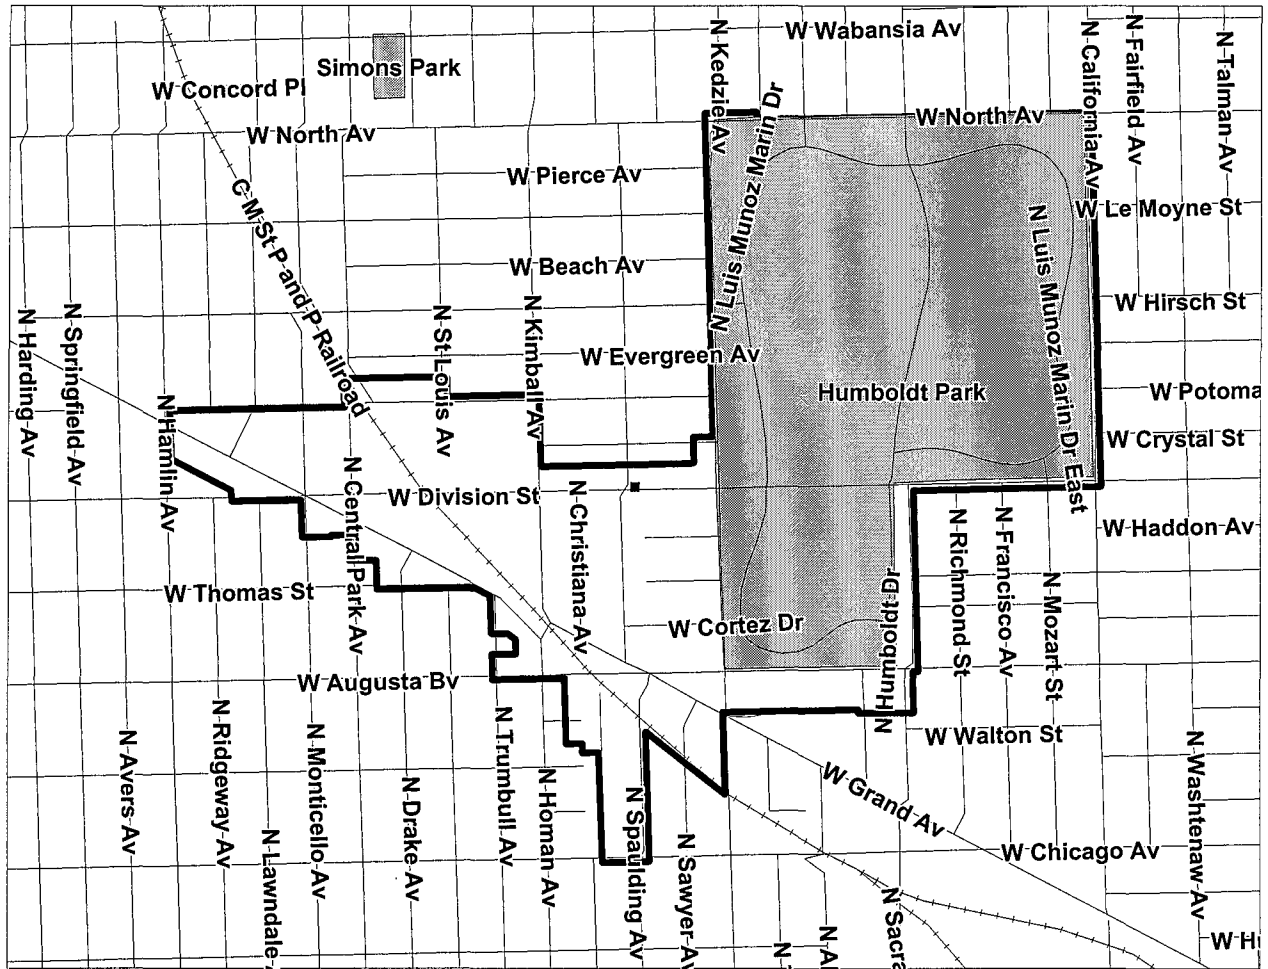 W Wabansia Av
Simons Park
W Concord Pl
W North Av
W North Av
N Kedzie Av
N Luis Munoz Marin Dr
N California Av
N Fairfield Av
N Talman Av
W Pierce Av
C M St P and P Railroad
W Le Moyne St
W Beach Av
N Luis Munoz Marin Dr East
W Hirsch St
N Harding Av
N Springfield Av
N St Louis Av
N Kimball Av
W Evergreen Av
Humboldt Park
W Potoma
N Hamlin Av
W Crystal St
W Division St
N Central Park Av
N Christiana Av
N Richmond St
N Francisco Av
W Haddon Av
W Thomas St
N Mozart St
W Cortez Dr
N Humboldt Dr
W Augusta Bv
W Walton St
N Avers Av
N Ridgeway Av
N Lawndale
N Monticello Av
N Drake Av
N Trumbull Av
N Homan Av
N Spaulding Av
N Sawyer Av
W Grand Av
W Chicago Av
N Washtenaw Av
N Sacra
W H